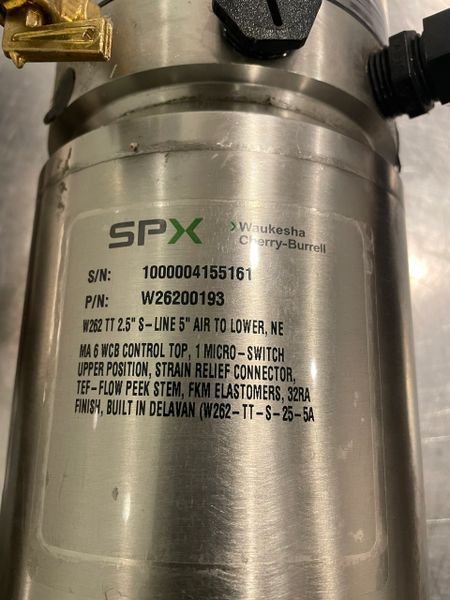 SPX
Waukesha
Cherry-Burrell
S/N: 1000004155161
P/N: W26200193
W262 TT 2.5" S-LINE 5" AIR TO LOWER, NE
MA 6 WCB CONTROL TOP, 1 MICRO-SWITCH
UPPER POSITION, STRAIN RELIEF CONNECTOR,
TEF-FLOW PEEK STEM, FKM ELASTOMERS, 32RA
FINISH, BUILT IN DELAVAN (W262-TT-S-25-5A